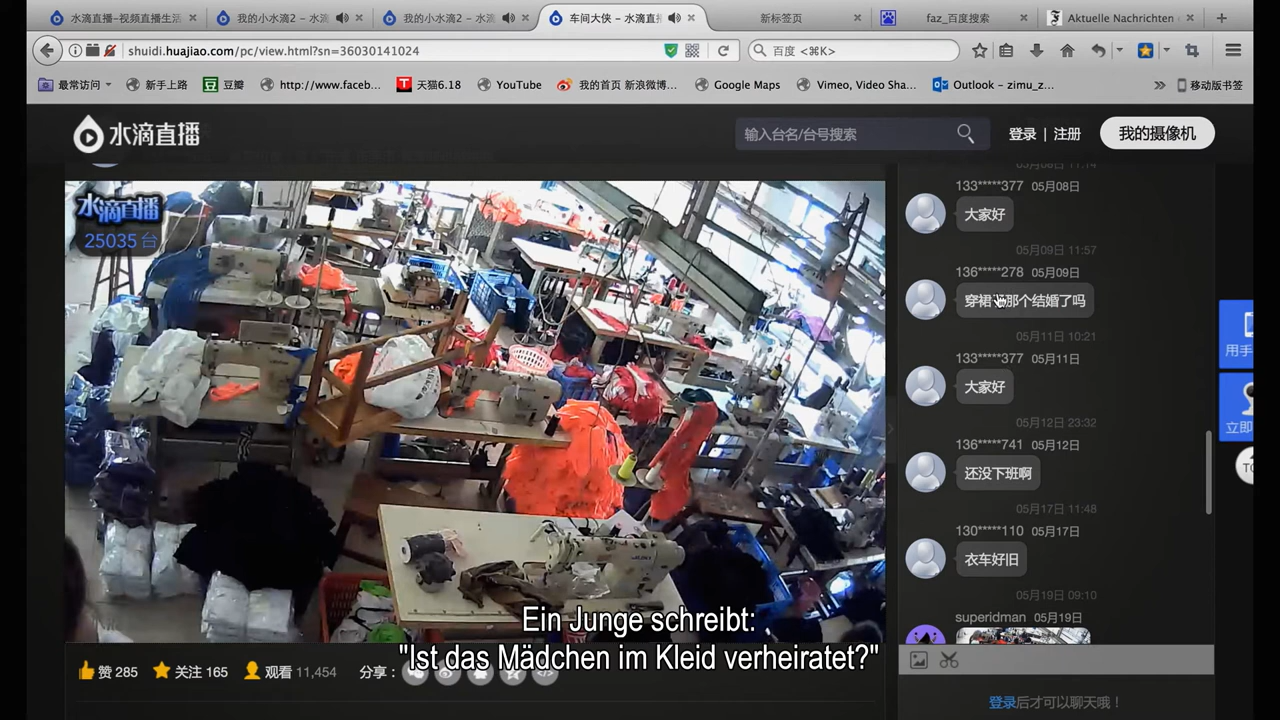 水滴直播-视频直播生活
我的小水滴2 - 水滴
我的小水滴2 - 水滴
车间大侠 - 水滴直播
新标签页
faz_百度搜索
Aktuelle Nachrichten
shuidi.huajiao.com/pc/view.html?sn=36030141024
百度 <⌘K>
最常访问
新手上路
豆瓣
http://www.faceb...
天猫6.18
YouTube
我的首页 新浪微博...
Google Maps
Vimeo, Video Sha...
Outlook - zimu_z...
移动版书签
水滴直播
输入台名/台号搜索
登录 | 注册
我的摄像机
水滴直播
25035 台
05月08日 11:14
133*****377 05月08日
大家好
05月09日 11:57
136*****278 05月09日
穿裙 那个结婚了吗
05月11日 10:21
133*****377 05月11日
大家好
05月12日 23:32
136*****741 05月12日
还没下班啊
05月17日 11:48
130*****110 05月17日
衣车好旧
05月19日 09:10
superidman 05月19日
用手
立即
Ein Junge schreibt:
"Ist das Mädchen im Kleid verheiratet?"
赞 285
关注 165
观看 11,454
分享：
登录后才可以聊天哦！